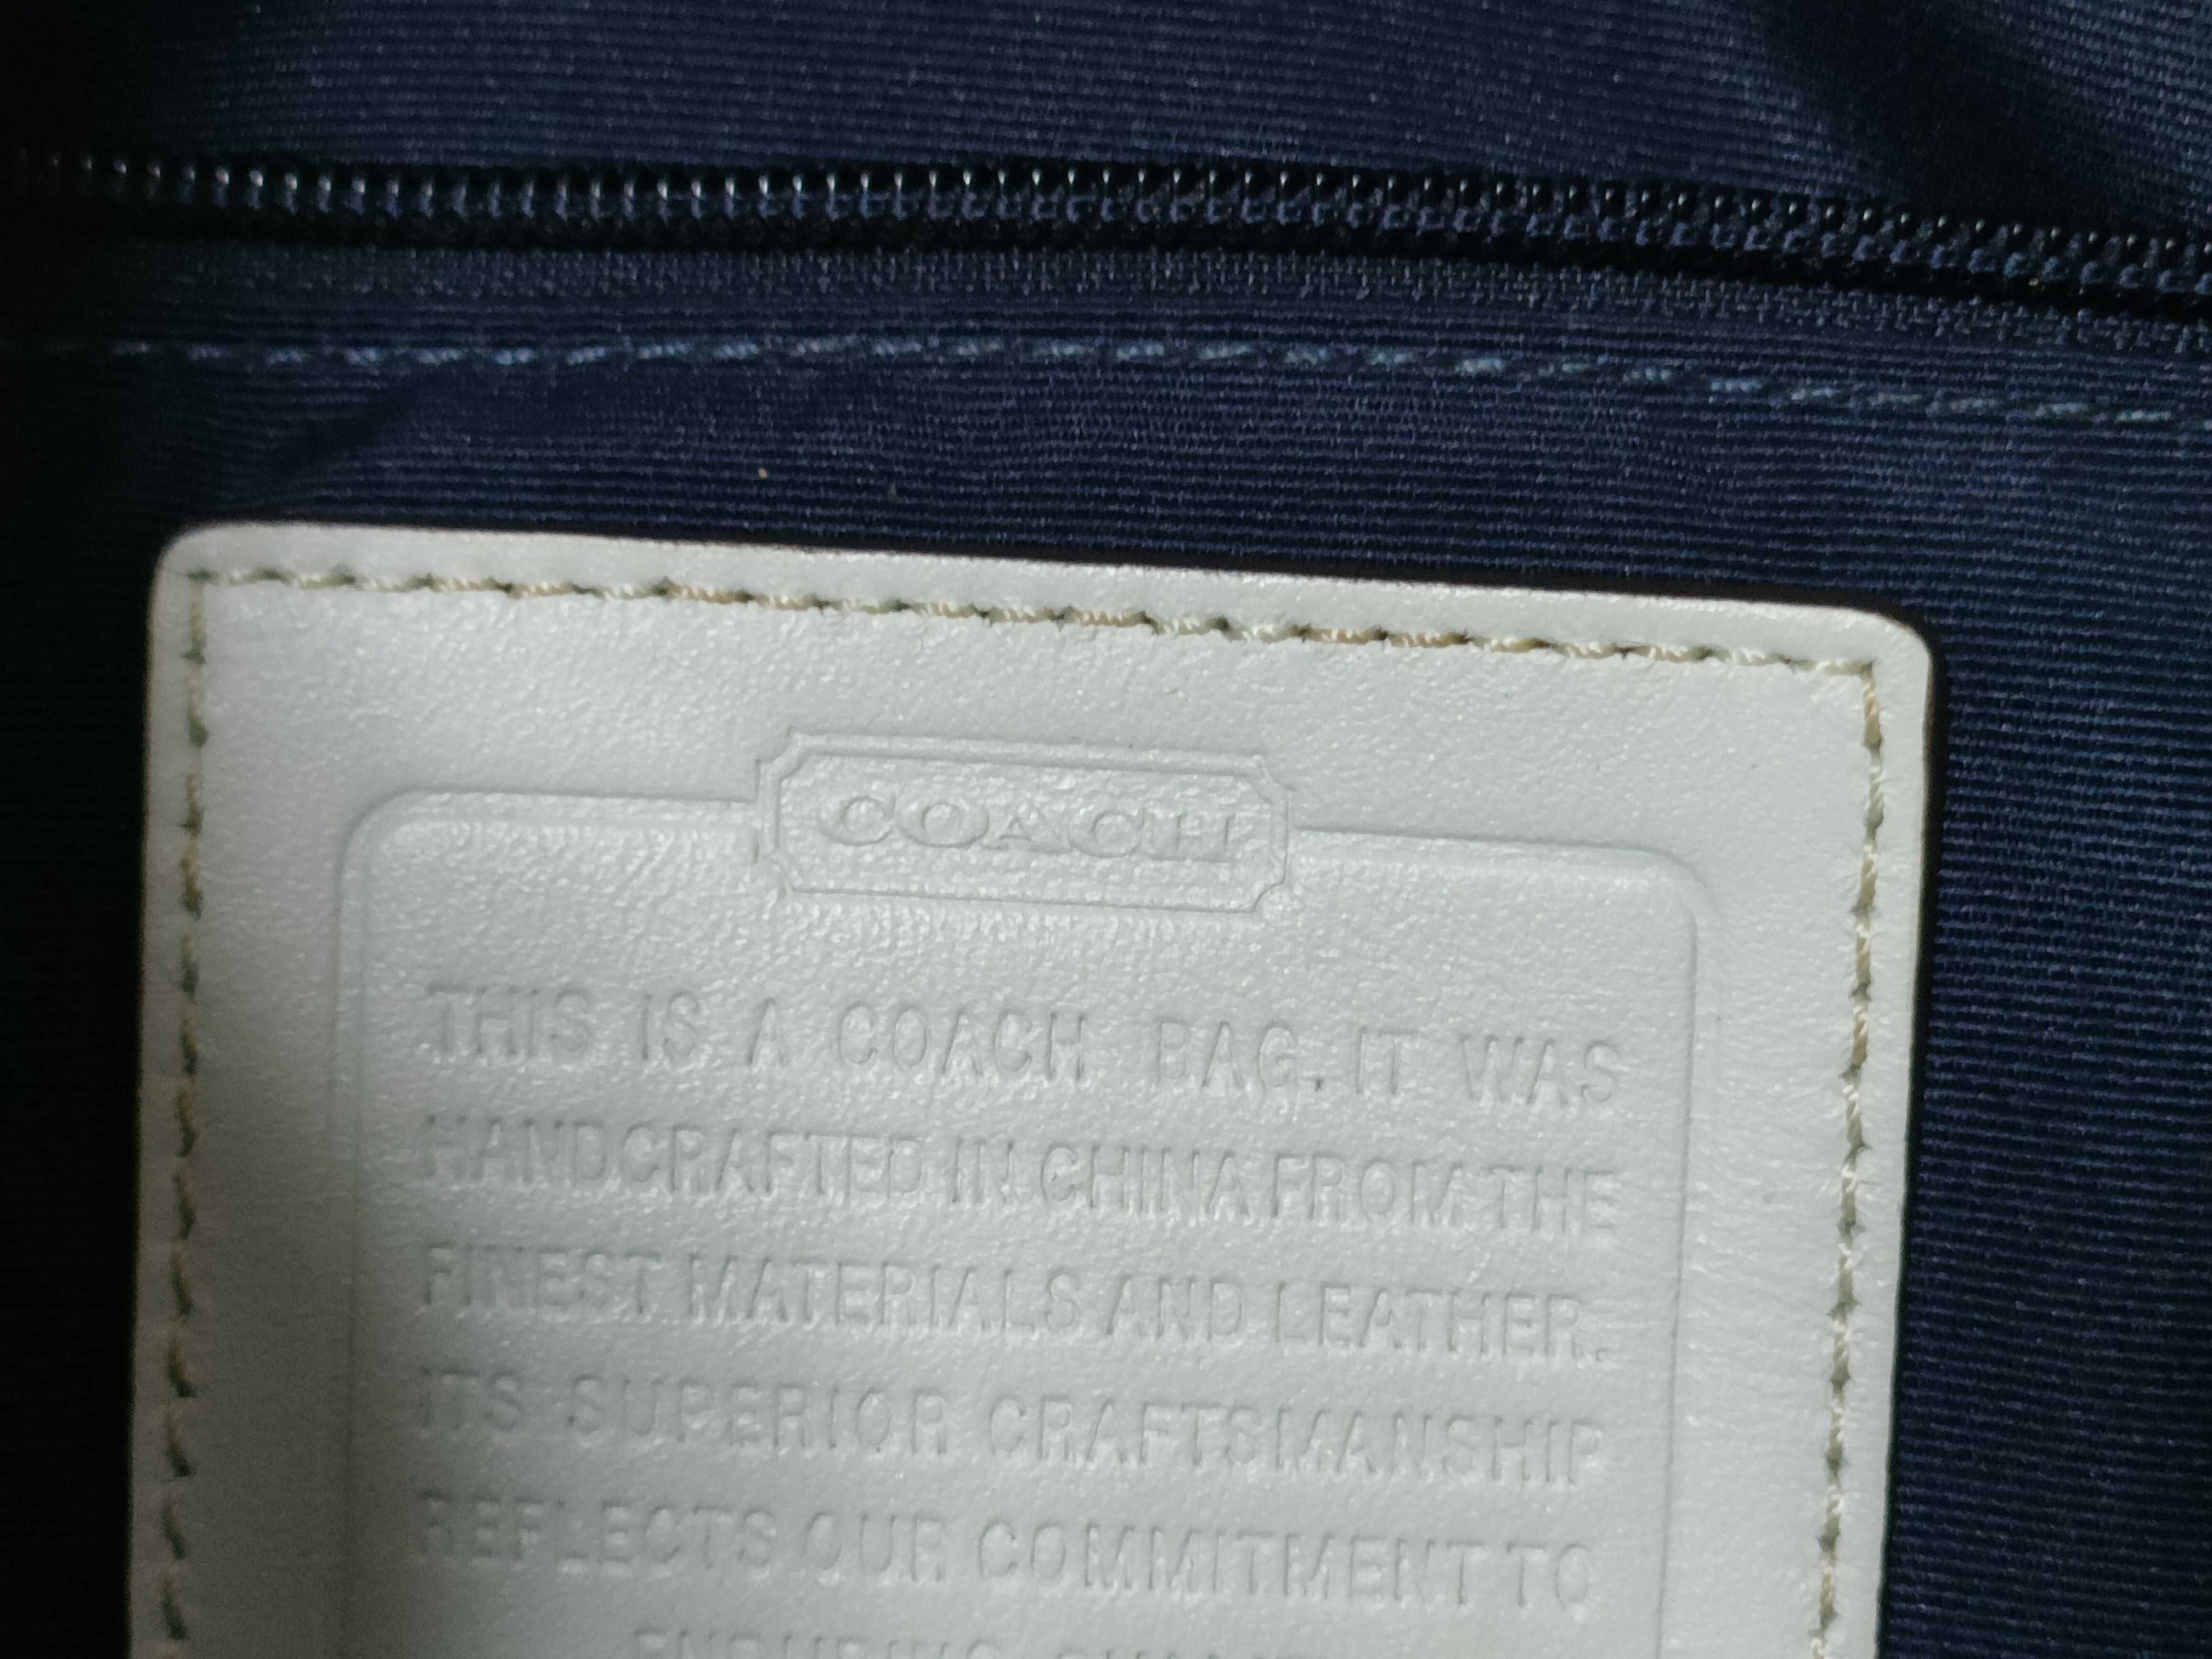 COACH
THIS IS A COACH BAG. IT WAS
HANDCRAFTED IN CHINA FROM THE
FINEST MATERIALS AND LEATHER.
ITS SUPERIOR CRAFTSMANSHIP
REFLECTS OUR COMMITMENT TO
ENDURING